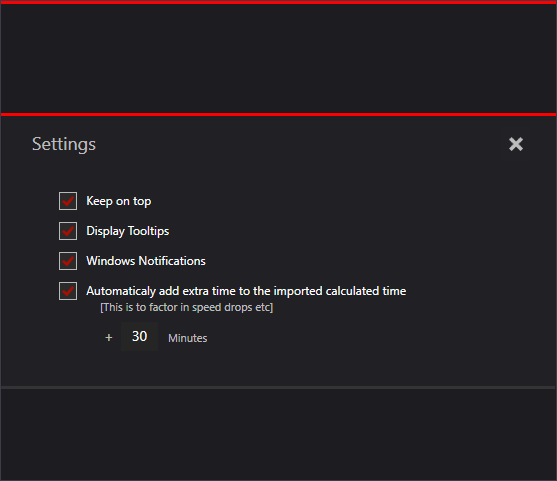 Settings
Keep on top
Display Tooltips
Windows Notifications
Automaticaly add extra time to the imported calculated time
[This is to factor in speed drops etc]
+ 30 Minutes